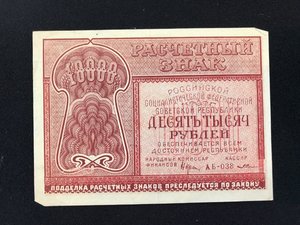 10000
РАСЧЕТНЫЙ
ЗНАК
РОССИЙСКОЙ
СОЦИАЛИСТИЧЕСКОЙ ФЕДЕРАТИВНОЙ
СОВЕТСКОЙ РЕСПУБЛИКИ
ДЕСЯТЬ ТЫСЯЧ
РУБЛЕЙ
ОБЕСПЕЧИВАЕТСЯ ВСЕМ
ДОСТОЯНИЕМ РЕСПУБЛИКИ
НАРОДНЫЙ КОМИССАР КАССИР
ФИНАНСОВ АБ-038
ПОДДЕЛКА РАСЧЕТНЫХ ЗНАКОВ ПРЕСЛЕДУЕТСЯ ПО ЗАКОНУ